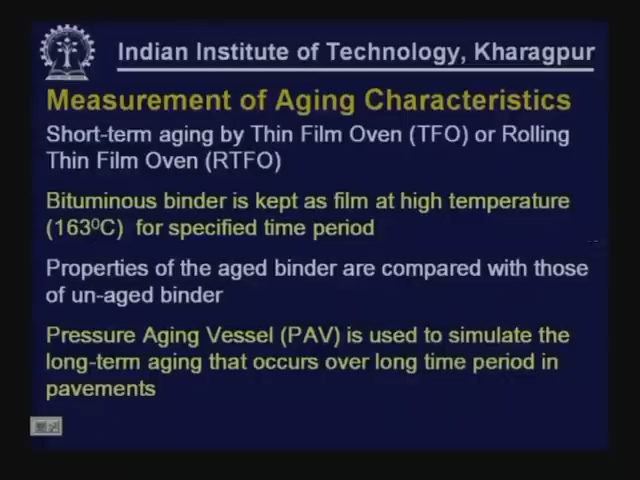 Indian Institute of Technology, Kharagpur
Measurement of Aging Characteristics
Short-term aging by Thin Film Oven (TFO) or Rolling
Thin Film Oven (RTFO)
Bituminous binder is kept as film at high temperature
(163⁰C) for specified time period
Properties of the aged binder are compared with those
of un-aged binder
Pressure Aging Vessel (PAV) is used to simulate the
long-term aging that occurs over long time period in
pavements